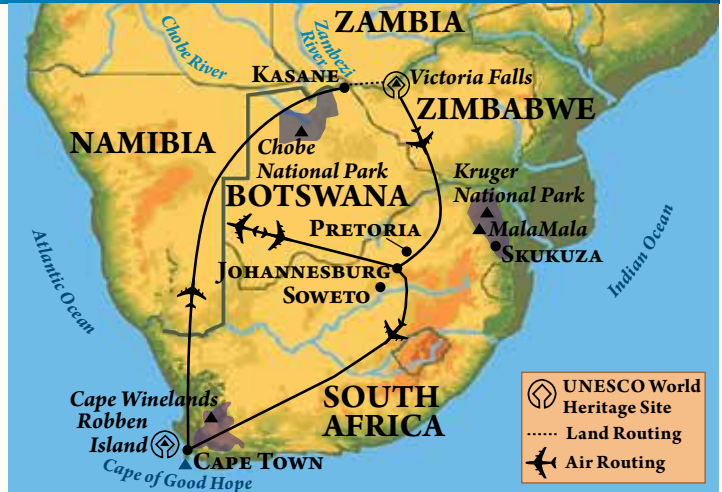 ZAMBIA
Chobe River
Zambezi
River
KASANE
Victoria Falls
ZIMBABWE
NAMIBIA
Chobe
National Park
Kruger
National Park
BOTSWANA
PRETORIA
MalaMala
SKUKUZA
JOHANNESBURG
SOWETO
Atlantic Ocean
Indian Ocean
Cape Winelands
Robben
Island
SOUTH
AFRICA
CAPE TOWN
Cape of Good Hope
UNESCO World
Heritage Site
Land Routing
Air Routing